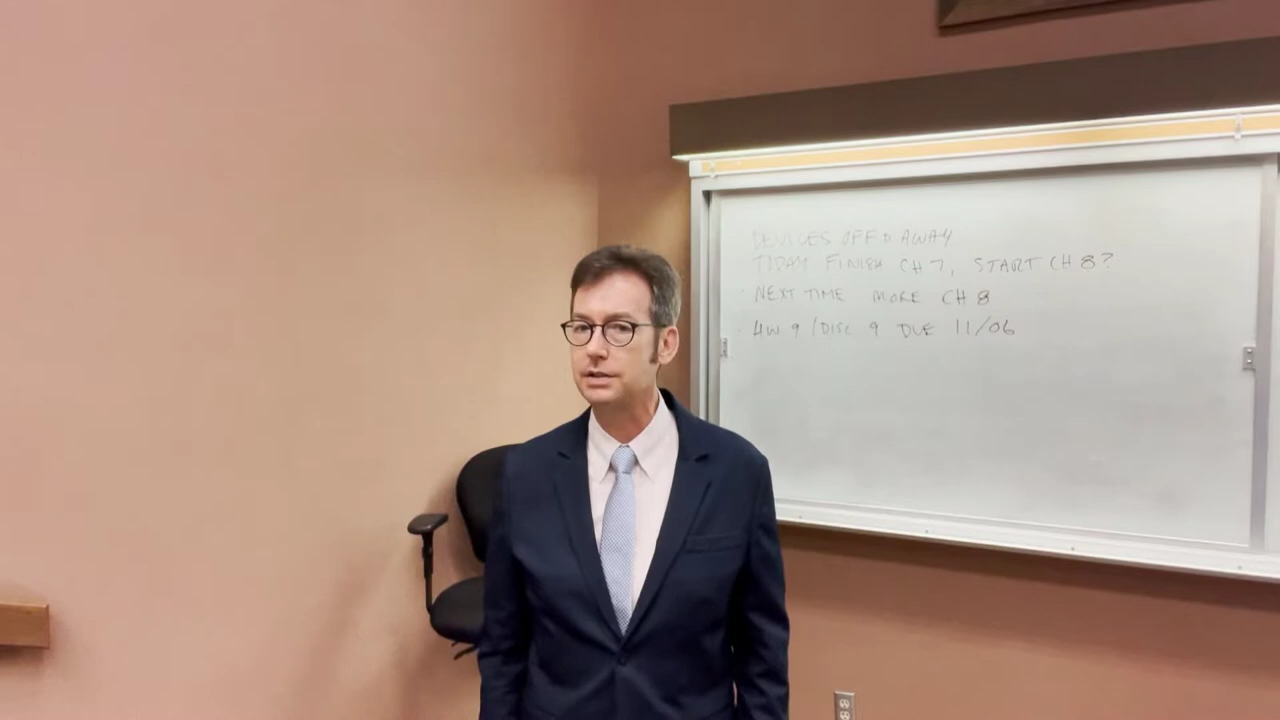 DEVICES OFF & AWAY
TODAY FINISH CH 7, START CH 8?
· NEXT TIME MORE CH 8
· HW 9 / DISC 9 DUE 11/06